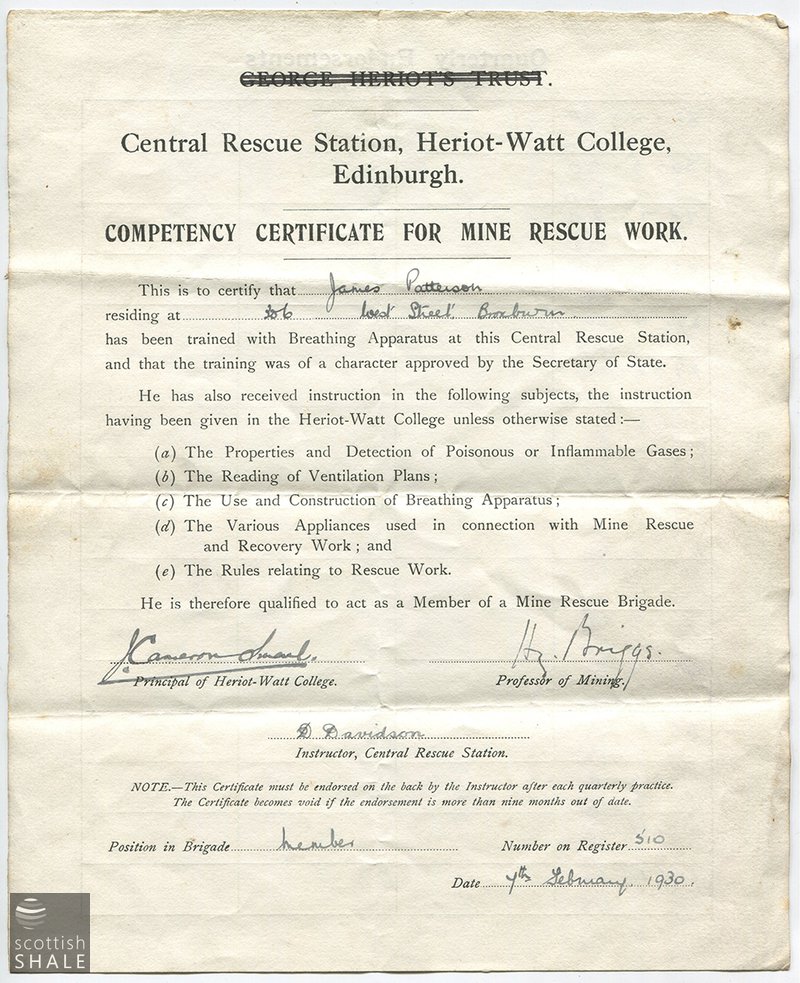 GEORGE HERIOT'S TRUST.
Central Rescue Station, Heriot-Watt College,
Edinburgh.
COMPETENCY CERTIFICATE FOR MINE RESCUE WORK.
This is to certify that James Patterson
residing at 206 West Street, Broxburn.
has been trained with Breathing Apparatus at this Central Rescue Station,
and that the training was of a character approved by the Secretary of State.
He has also received instruction in the following subjects, the instruction
having been given in the Heriot-Watt College unless otherwise stated:—
(a) The Properties and Detection of Poisonous or Inflammable Gases;
(b) The Reading of Ventilation Plans;
(c) The Use and Construction of Breathing Apparatus;
(d) The Various Appliances used in connection with Mine Rescue
and Recovery Work; and
(e) The Rules relating to Rescue Work.
He is therefore qualified to act as a Member of a Mine Rescue Brigade.
J. Cameron Smail. Hy. Briggs.
Principal of Heriot-Watt College. Professor of Mining.
D Davidson
Instructor, Central Rescue Station.
NOTE.—This Certificate must be endorsed on the back by the Instructor after each quarterly practice.
The Certificate becomes void if the endorsement is more than nine months out of date.
Position in Brigade Member Number on Register 510
Date 7th February, 1930.
scottish
SHALE